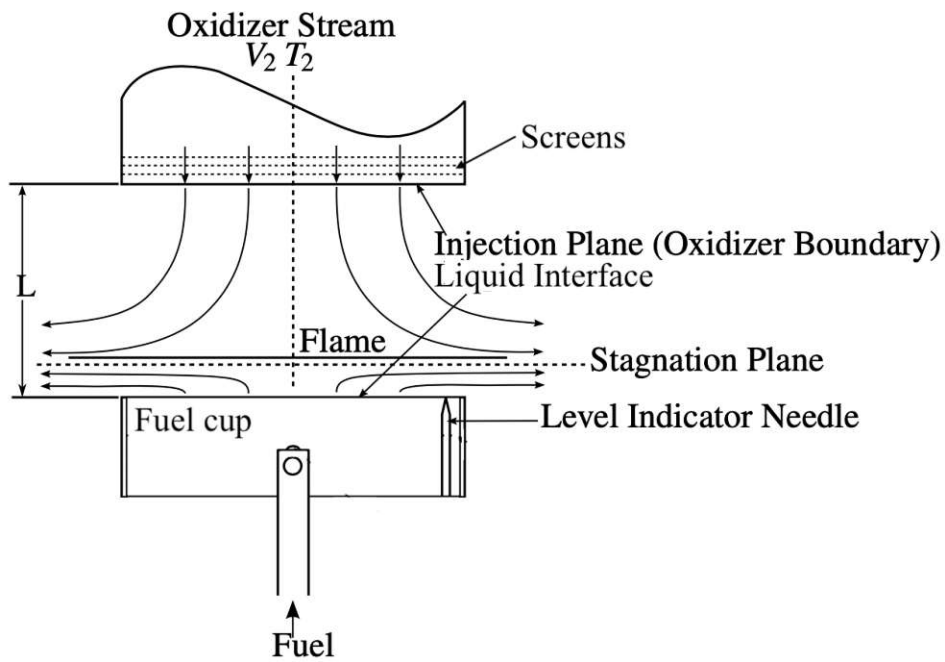 Oxidizer Stream
V2 T2
Screens
Injection Plane (Oxidizer Boundary)
Liquid Interface
L
Flame
Stagnation Plane
Fuel cup
Level Indicator Needle
Fuel